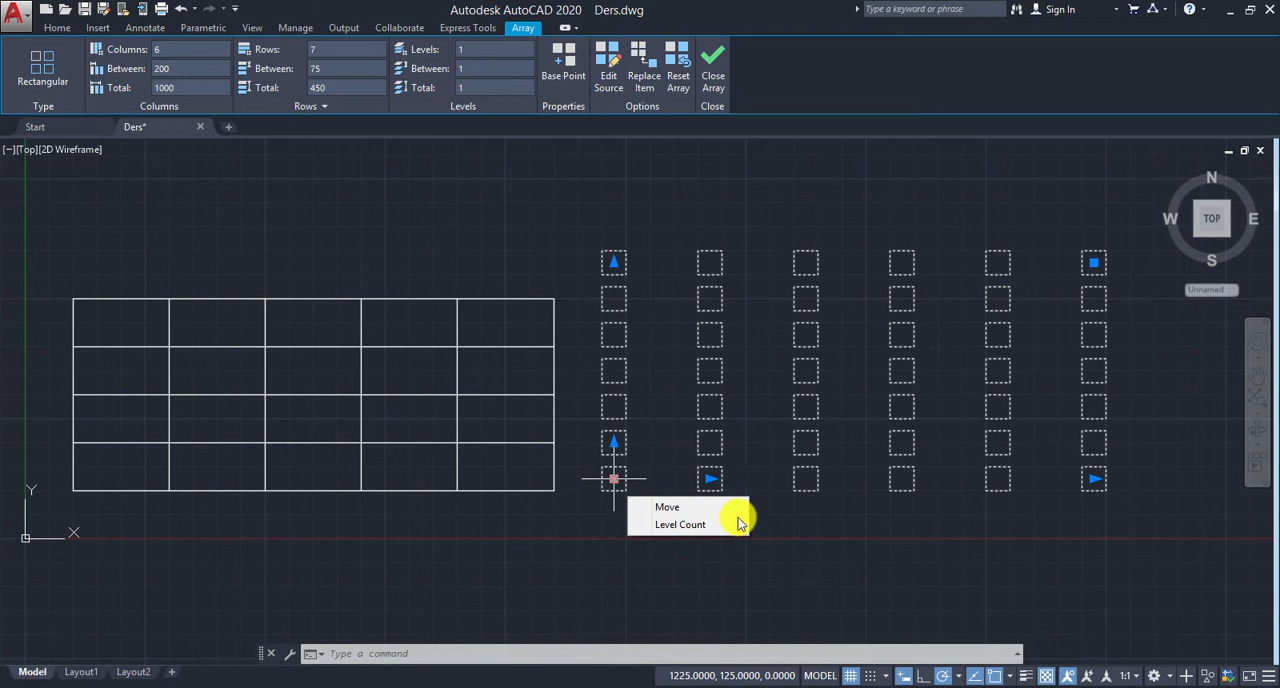 Autodesk AutoCAD 2020 Ders.dwg
Type a keyword or phrase
Sign In
Home Insert Annotate Parametric View Manage Output Collaborate Express Tools Array
Rectangular
Type
Columns: 6
Between: 200
Total: 1000
Columns
Rows: 7
Between: 75
Total: 450
Rows
Levels: 1
Between: 1
Total: 1
Levels
Base Point
Properties
Edit Source
Replace Item
Reset Array
Options
Close Array
Close
Start
Ders*
[−][Top][2D Wireframe]
N
W
TOP
E
S
Unnamed
Y
X
Move
Level Count
Type a command
Model Layout1 Layout2
1225.0000, 125.0000, 0.0000 MODEL
1:1